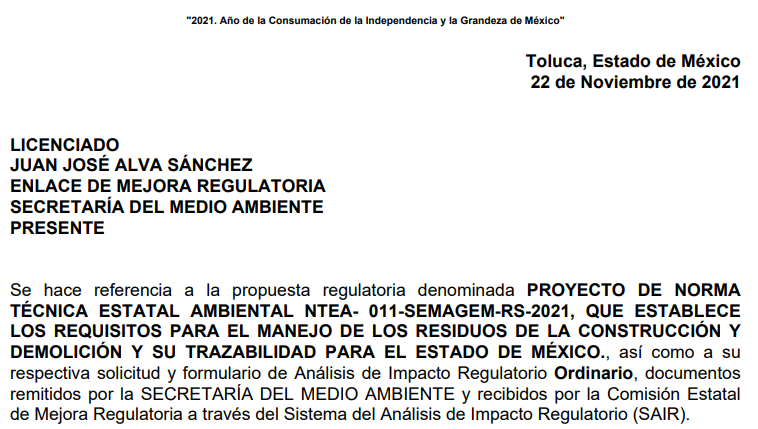 "2021. Año de la Consumación de la Independencia y la Grandeza de México"
Toluca, Estado de México
22 de Noviembre de 2021
LICENCIADO
JUAN JOSÉ ALVA SÁNCHEZ
ENLACE DE MEJORA REGULATORIA
SECRETARÍA DEL MEDIO AMBIENTE
PRESENTE
Se hace referencia a la propuesta regulatoria denominada PROYECTO DE NORMA
TÉCNICA ESTATAL AMBIENTAL NTEA- 011-SEMAGEM-RS-2021, QUE ESTABLECE
LOS REQUISITOS PARA EL MANEJO DE LOS RESIDUOS DE LA CONSTRUCCIÓN Y
DEMOLICIÓN Y SU TRAZABILIDAD PARA EL ESTADO DE MÉXICO., así como a su
respectiva solicitud y formulario de Análisis de Impacto Regulatorio Ordinario, documentos
remitidos por la SECRETARÍA DEL MEDIO AMBIENTE y recibidos por la Comisión Estatal
de Mejora Regulatoria a través del Sistema del Análisis de Impacto Regulatorio (SAIR).